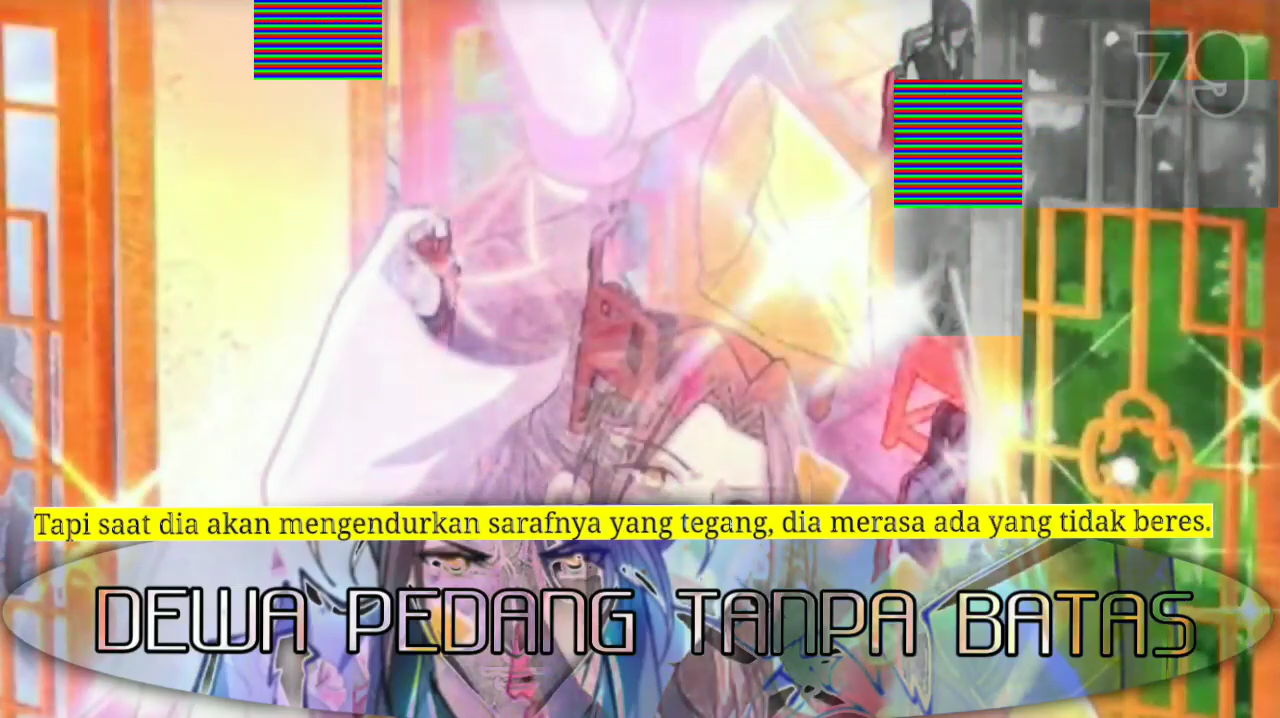 79
Tapi saat dia akan mengendurkan sarafnya yang tegang, dia merasa ada yang tidak beres.
DEWA PEDANG TANPA BATAS